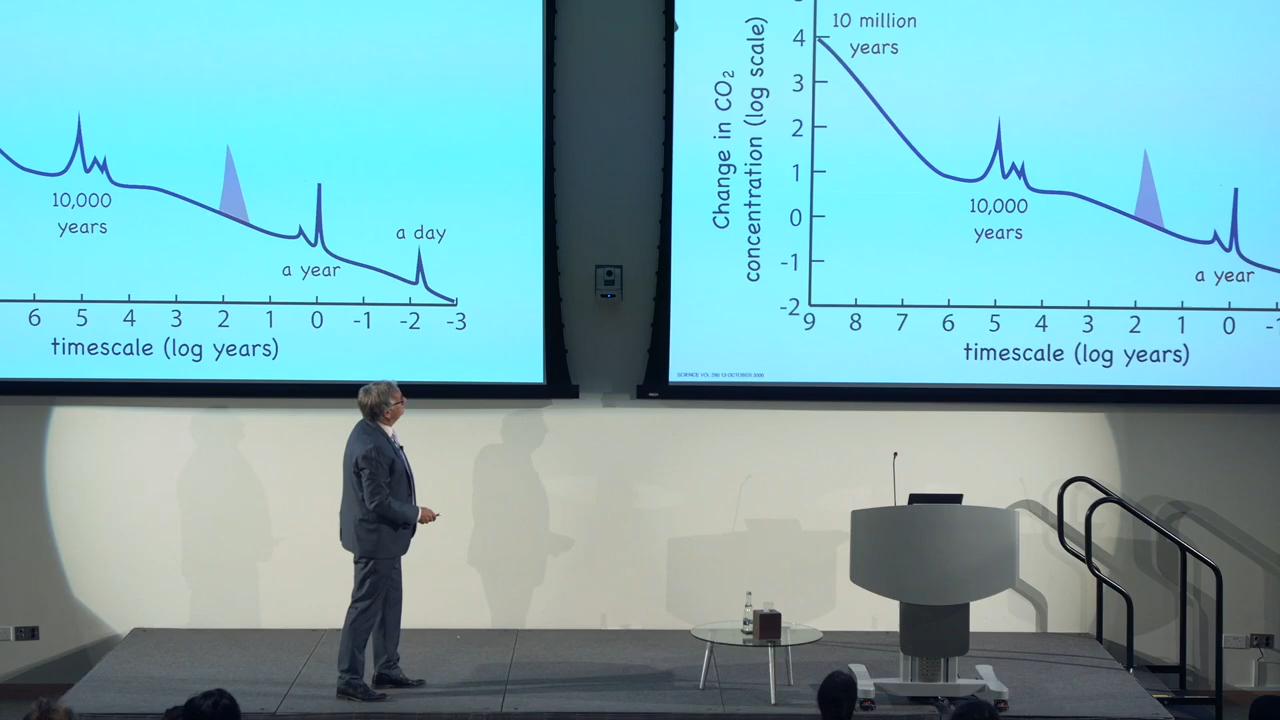 10,000
years
a year
a day
6 5 4 3 2 1 0 -1 -2 -3
timescale (log years)
10 million
years
Change in CO₂
concentration (log scale)
4
3
2
1
0
-1
-2
10,000
years
a year
9 8 7 6 5 4 3 2 1 0
timescale (log years)